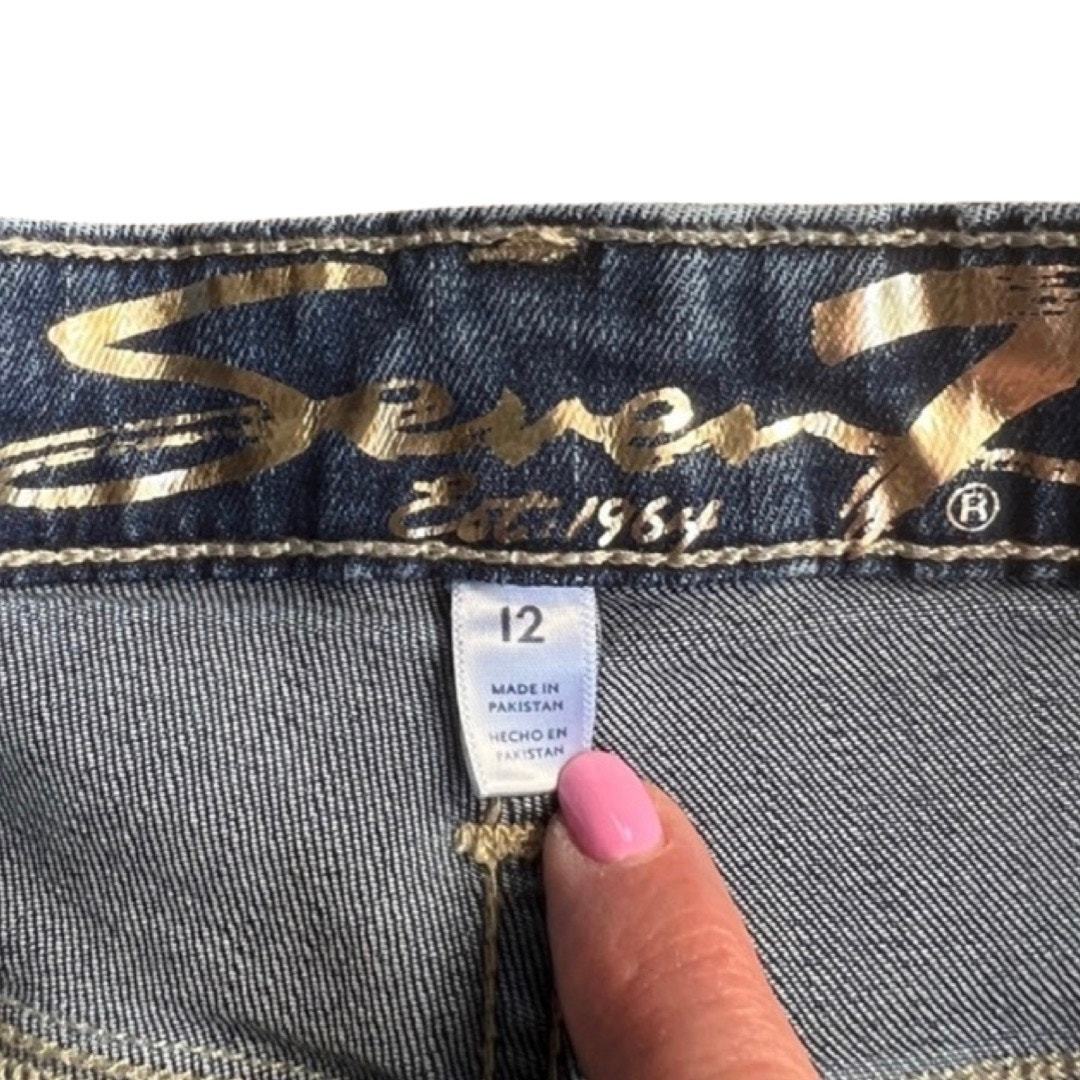 Seven7
Est. 1964 ®
12
MADE IN
PAKISTAN
HECHO EN
PAKISTAN